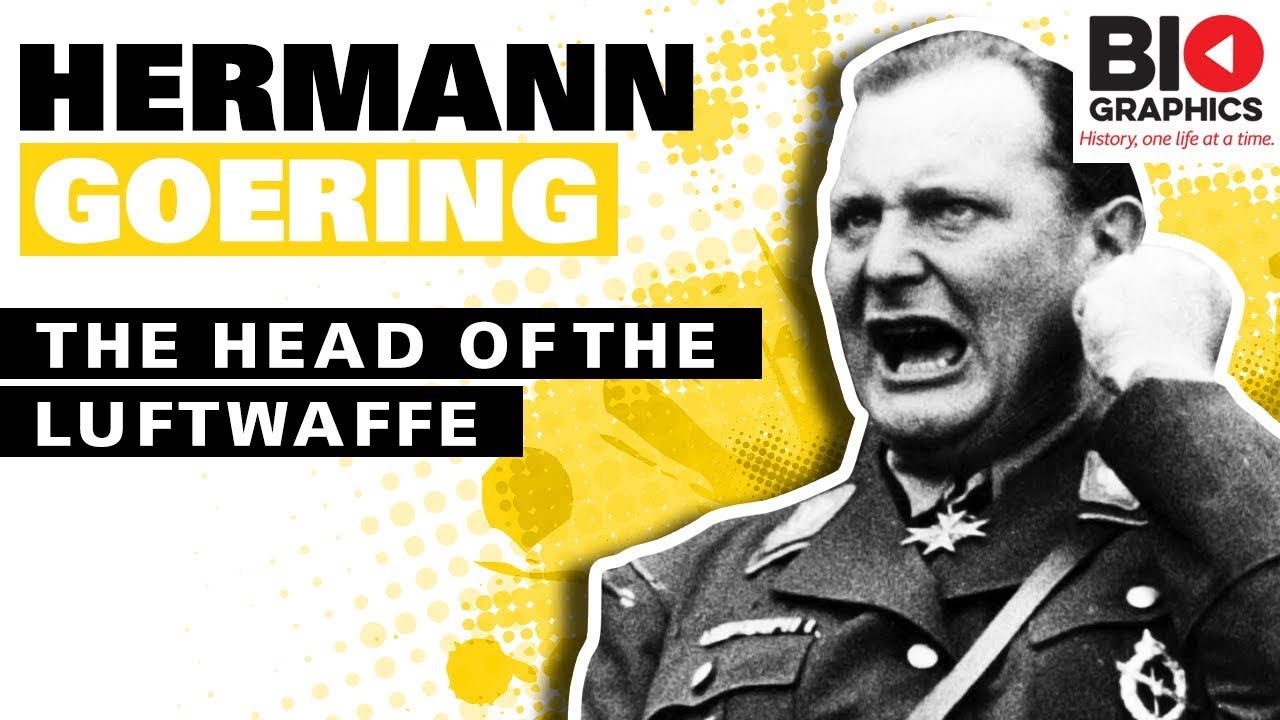 HERMANN
GOERING
THE HEAD OF THE
LUFTWAFFE
BIO
GRAPHICS
History, one life at a time.